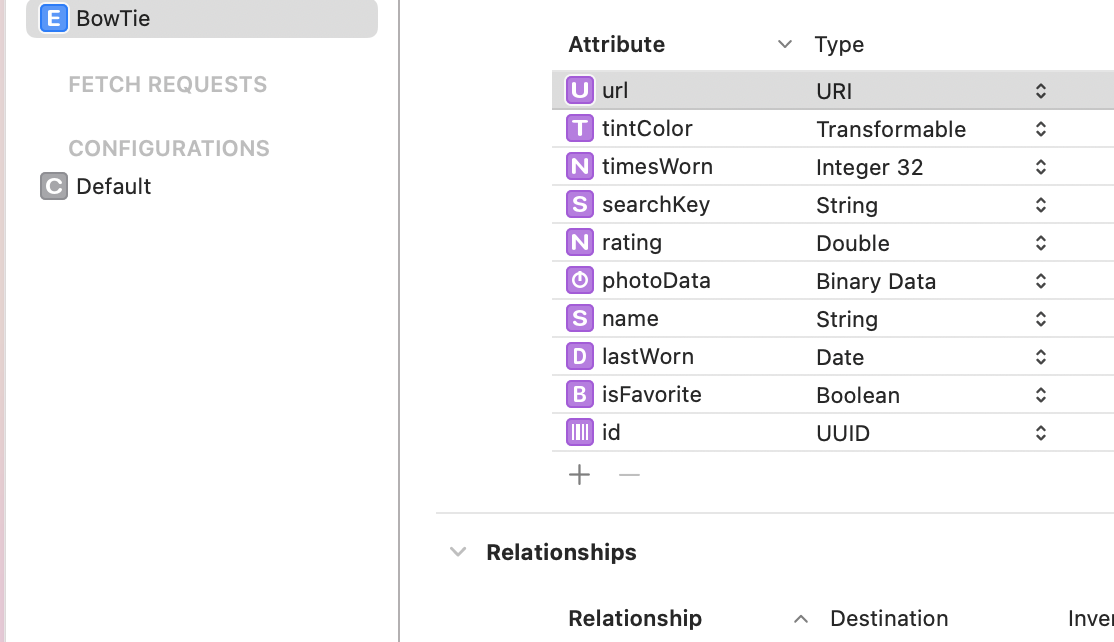 E BowTie
FETCH REQUESTS
CONFIGURATIONS
C Default
Attribute Type
U url URI
T tintColor Transformable
N timesWorn Integer 32
S searchKey String
N rating Double
photoData Binary Data
S name String
D lastWorn Date
B isFavorite Boolean
id UUID
Relationships
Relationship Destination Inver